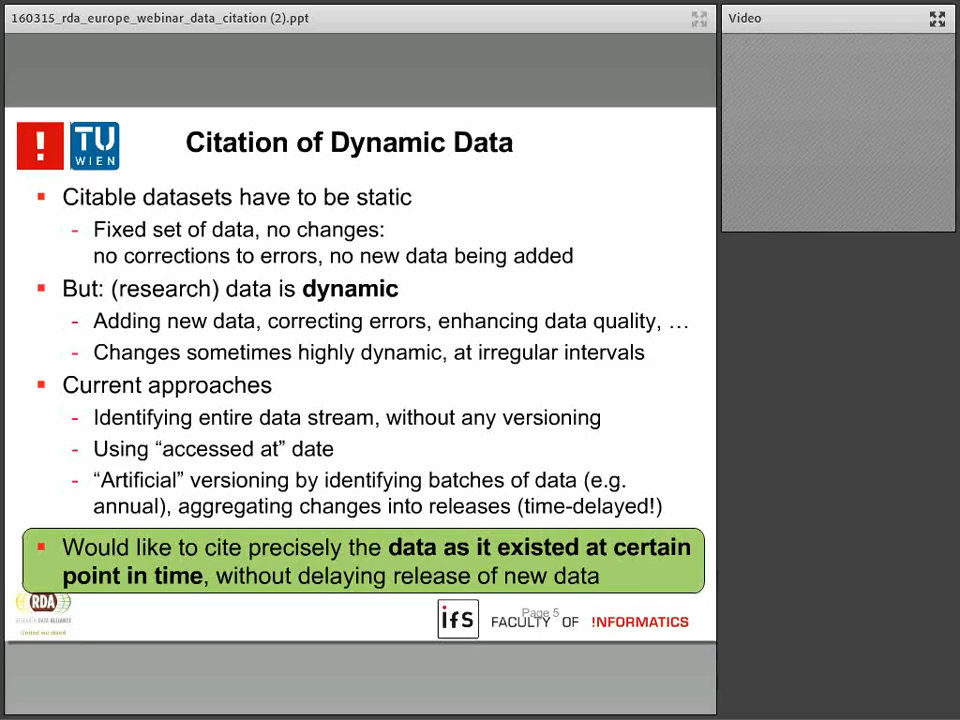 160315_rda_europe_webinar_data_citation (2).ppt
Video
!
TU
WIEN
Citation of Dynamic Data
Citable datasets have to be static
- Fixed set of data, no changes:
no corrections to errors, no new data being added
But: (research) data is dynamic
- Adding new data, correcting errors, enhancing data quality, …
- Changes sometimes highly dynamic, at irregular intervals
Current approaches
- Identifying entire data stream, without any versioning
- Using “accessed at” date
- “Artificial” versioning by identifying batches of data (e.g.
annual), aggregating changes into releases (time-delayed!)
Would like to cite precisely the data as it existed at certain
point in time, without delaying release of new data
RDA
RESEARCH DATA ALLIANCE
ifs
Page 5
FACULTY OF !NFORMATICS